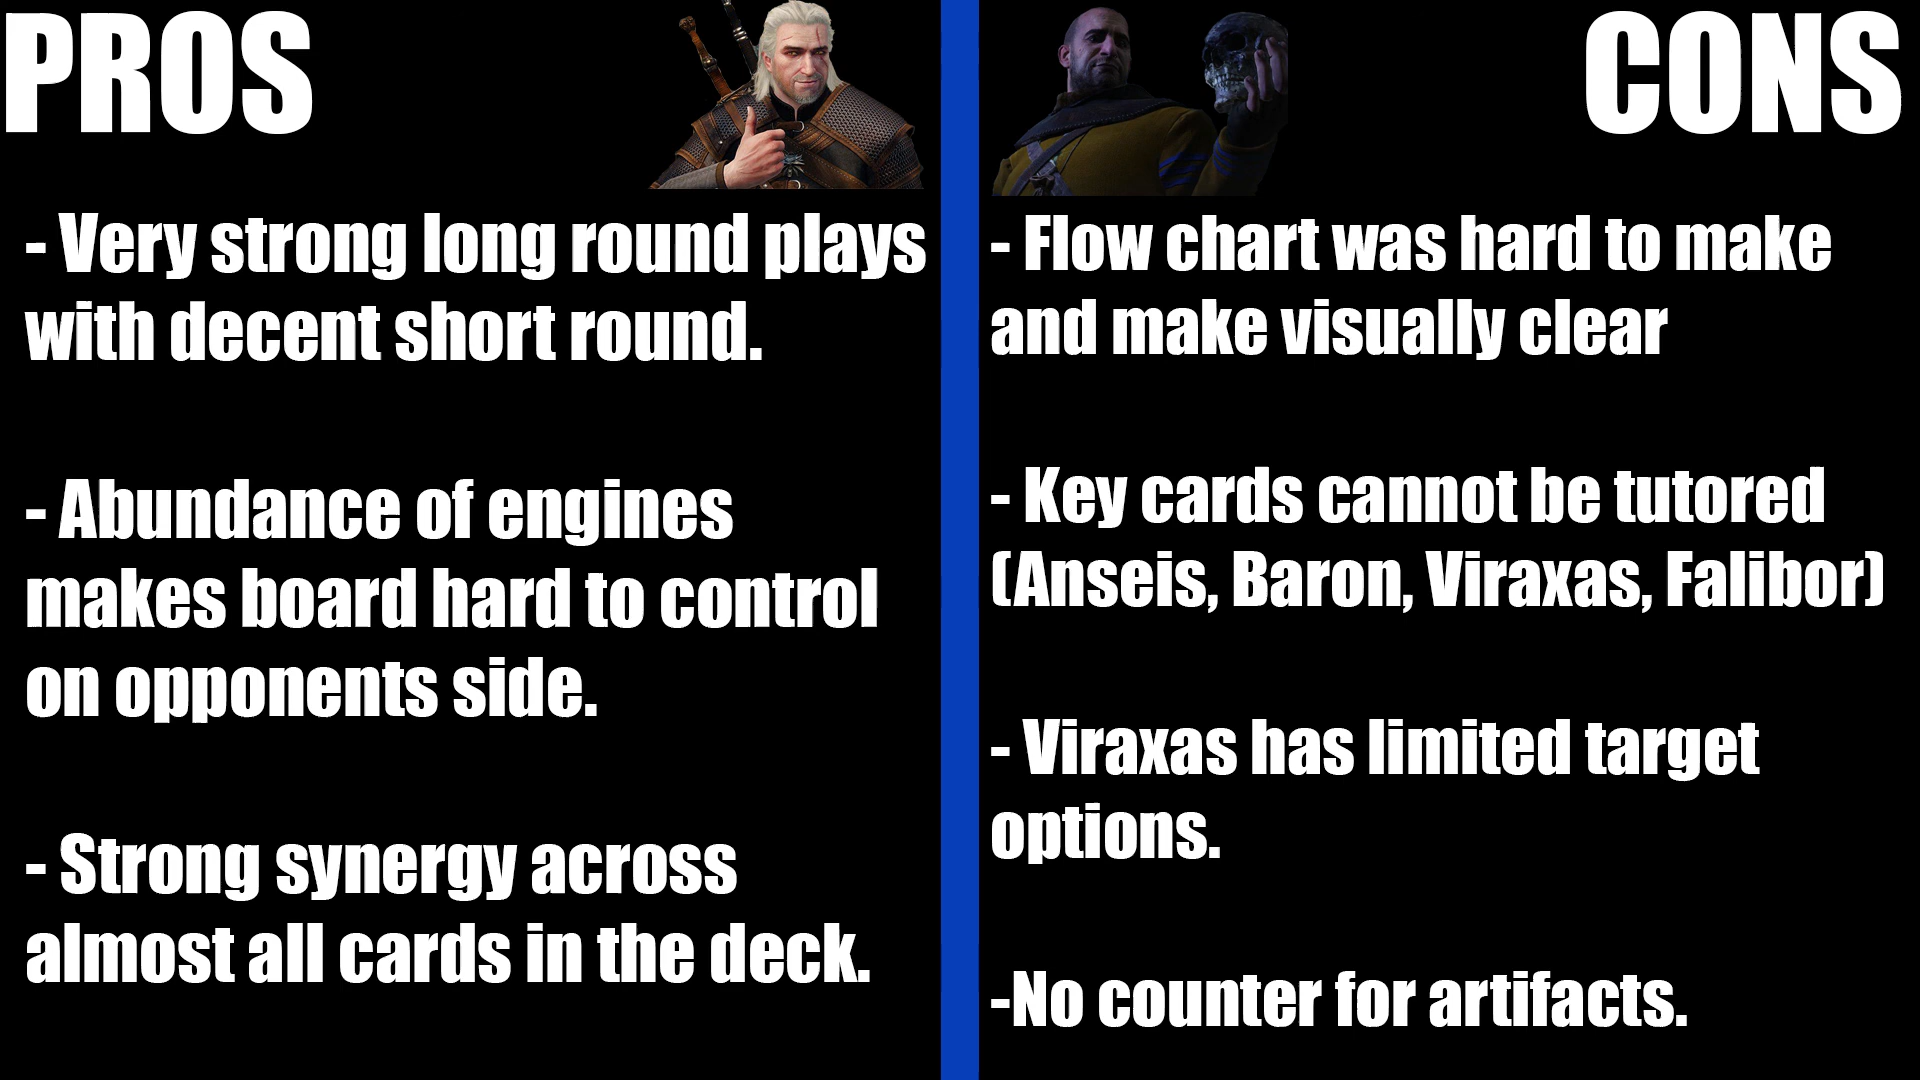 PROS
- Very strong long round plays
with decent short round.
- Abundance of engines
makes board hard to control
on opponents side.
- Strong synergy across
almost all cards in the deck.
CONS
- Flow chart was hard to make
and make visually clear
- Key cards cannot be tutored
(Anseis, Baron, Viraxas, Falibor)
- Viraxas has limited target
options.
-No counter for artifacts.